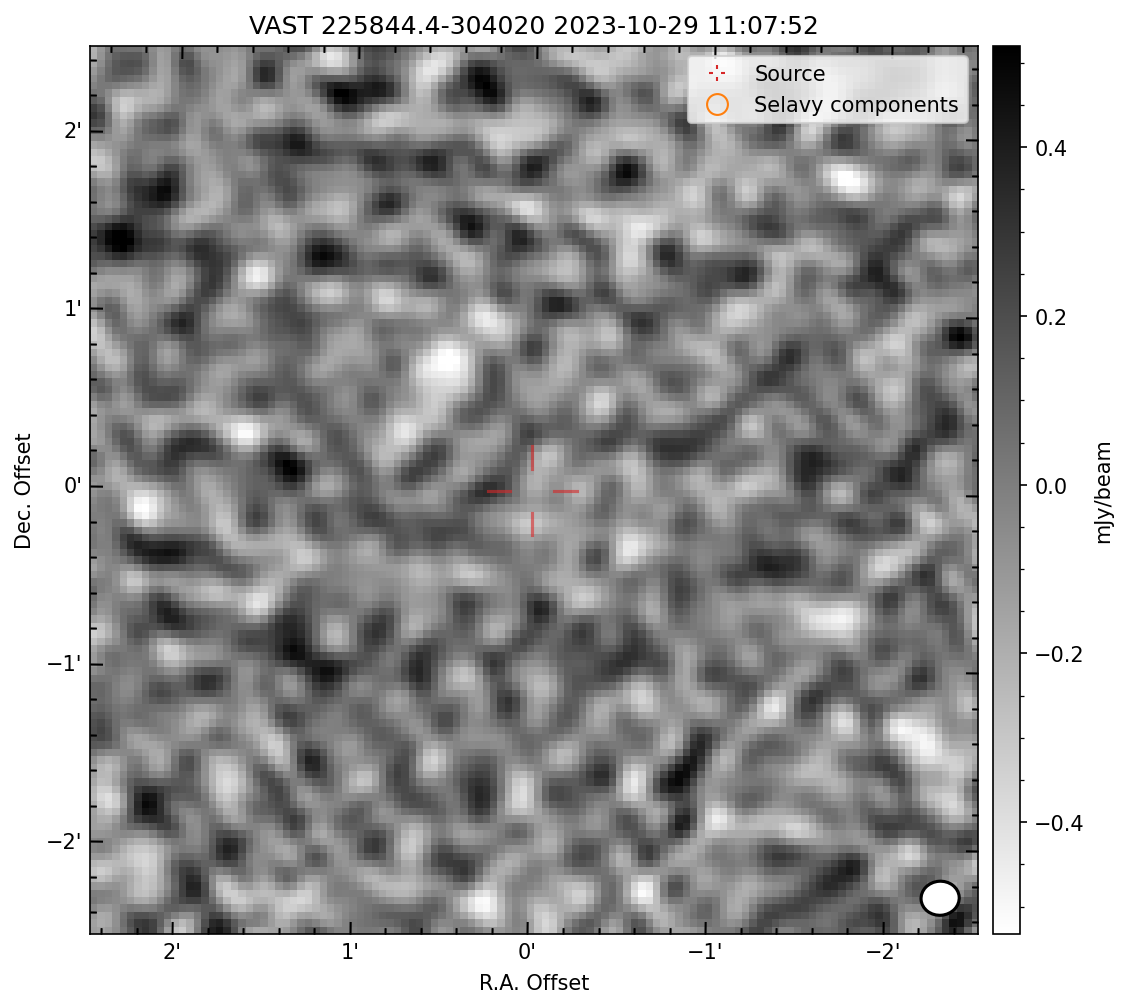 VAST 225844.4-304020 2023-10-29 11:07:52
Source
Selavy components
2'
1'
0'
−1'
−2'
Dec. Offset
2'
1'
0'
−1'
−2'
R.A. Offset
0.4
0.2
0.0
−0.2
−0.4
mJy/beam